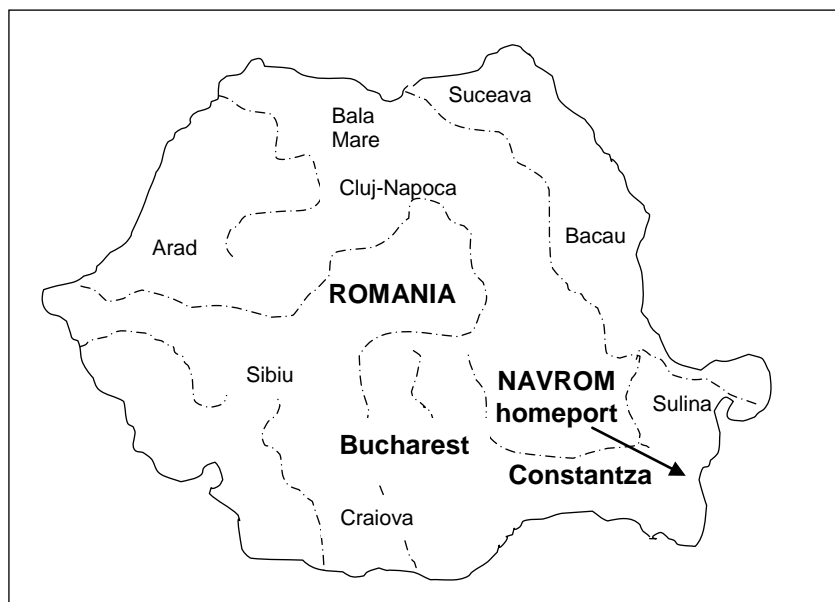 Suceava
Bala
Mare
Cluj-Napoca
Bacau
Arad
ROMANIA
Sibiu
NAVROM
homeport
Sulina
Bucharest
Constantza
Craiova